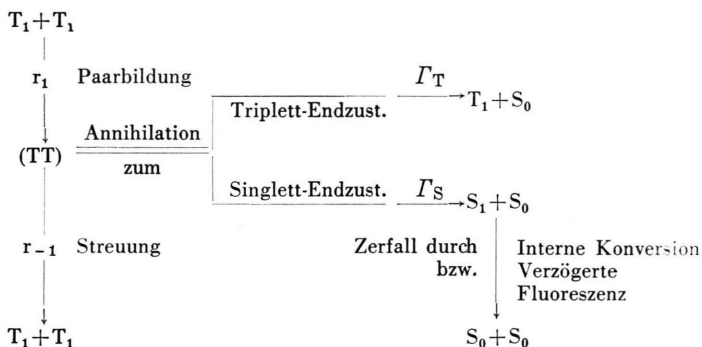 T₁+T₁
r₁ Paarbildung
Γ_T
Triplett-Endzust.
T₁+S₀
Annihilation
(TT)
zum
Singlett-Endzust.
Γ_S
S₁+S₀
r₋₁ Streuung
Zerfall durch
bzw.
Interne Konversion
Verzögerte
Fluoreszenz
T₁+T₁
S₀+S₀